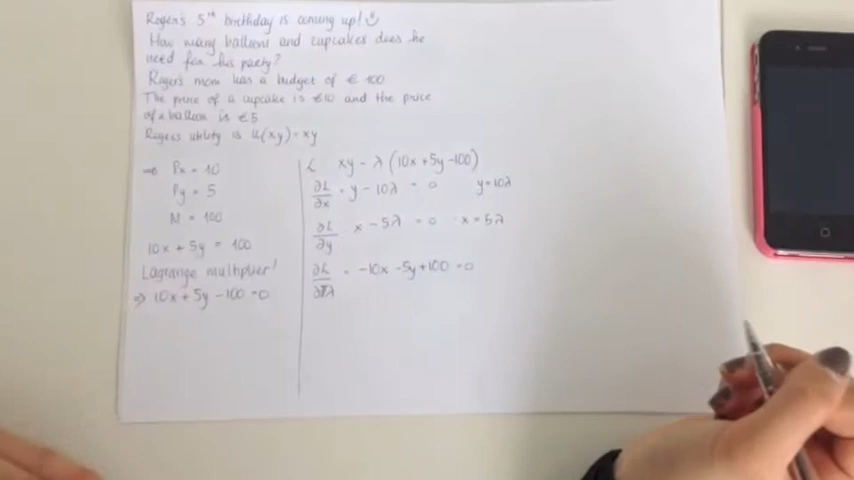 Roger's 5th birthday is coming up! ☺
How many balloons and cupcakes does he
need for his party?
Rogers mom has a budget of € 100
The price of a cupcake is €10 and the price
of a balloon is €5
Rogers utility is U(xy) = xy
⇒ Px = 10
Py = 5
M = 100
10x + 5y = 100
Lagrange multiplier!
⇒ 10x + 5y - 100 = 0
L xy - λ (10x + 5y - 100)
∂L/∂x = y - 10λ = 0 y = 10λ
∂L/∂y x - 5λ = 0 x = 5λ
∂L/∂λ = -10x - 5y + 100 = 0